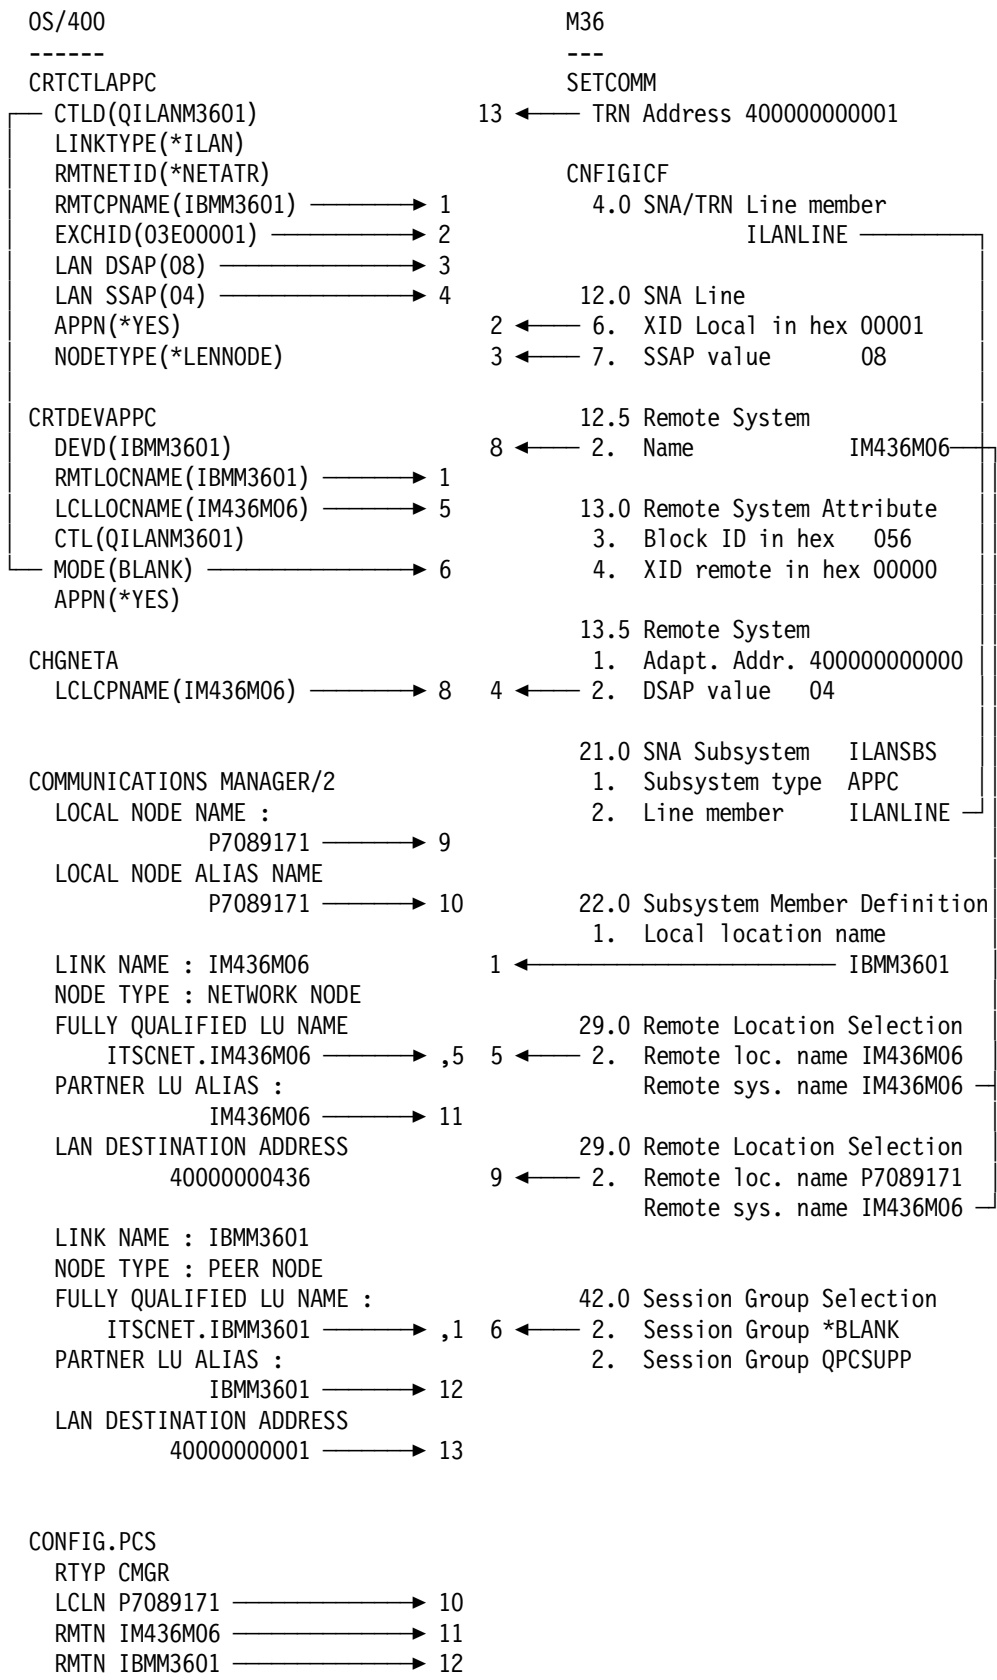 OS/400 M36
------ ---
CRTCTLAPPC SETCOMM
CTLD(QILANM3601) 13 ◄──── TRN Address 400000000001
LINKTYPE(*ILAN)
RMTNETID(*NETATR) CNFIGICF
RMTCPNAME(IBMM3601) ────────► 1 4.0 SNA/TRN Line member
EXCHID(03E00001) ────────► 2 ILANLINE
LAN DSAP(08) ────────► 3
LAN SSAP(04) ────────► 4 12.0 SNA Line
APPN(*YES) 2 ◄──── 6. XID Local in hex 00001
NODETYPE(*LENNODE) 3 ◄──── 7. SSAP value 08
CRTDEVAPPC 12.5 Remote System
DEVD(IBMM3601) 8 ◄──── 2. Name IM436M06
RMTLOCNAME(IBMM3601) ────────► 1
LCLLOCNAME(IM436M06) ────────► 5 13.0 Remote System Attribute
CTL(QILANM3601) 3. Block ID in hex 056
MODE(BLANK) ────────► 6 4. XID remote in hex 00000
APPN(*YES)
13.5 Remote System
CHGNETA 1. Adapt. Addr. 400000000000
LCLCPNAME(IM436M06) ────────► 8 4 ◄──── 2. DSAP value 04
21.0 SNA Subsystem ILANSBS
COMMUNICATIONS MANAGER/2 1. Subsystem type APPC
LOCAL NODE NAME : 2. Line member ILANLINE
P7089171 ────────► 9
LOCAL NODE ALIAS NAME
P7089171 ────────► 10 22.0 Subsystem Member Definition
1. Local location name
LINK NAME : IM436M06 1 ◄──────── IBMM3601
NODE TYPE : NETWORK NODE
FULLY QUALIFIED LU NAME 29.0 Remote Location Selection
ITSCNET.IM436M06 ────────► ,5 5 ◄──── 2. Remote loc. name IM436M06
PARTNER LU ALIAS : Remote sys. name IM436M06
IM436M06 ────────► 11
LAN DESTINATION ADDRESS 29.0 Remote Location Selection
40000000436 9 ◄──── 2. Remote loc. name P7089171
Remote sys. name IM436M06
LINK NAME : IBMM3601
NODE TYPE : PEER NODE
FULLY QUALIFIED LU NAME : 42.0 Session Group Selection
ITSCNET.IBMM3601 ────────► ,1 6 ◄──── 2. Session Group *BLANK
PARTNER LU ALIAS : 2. Session Group QPCSUPP
IBMM3601 ────────► 12
LAN DESTINATION ADDRESS
40000000001 ────────► 13
CONFIG.PCS
RTYP CMGR
LCLN P7089171 ────────► 10
RMTN IM436M06 ────────► 11
RMTN IBMM3601 ────────► 12